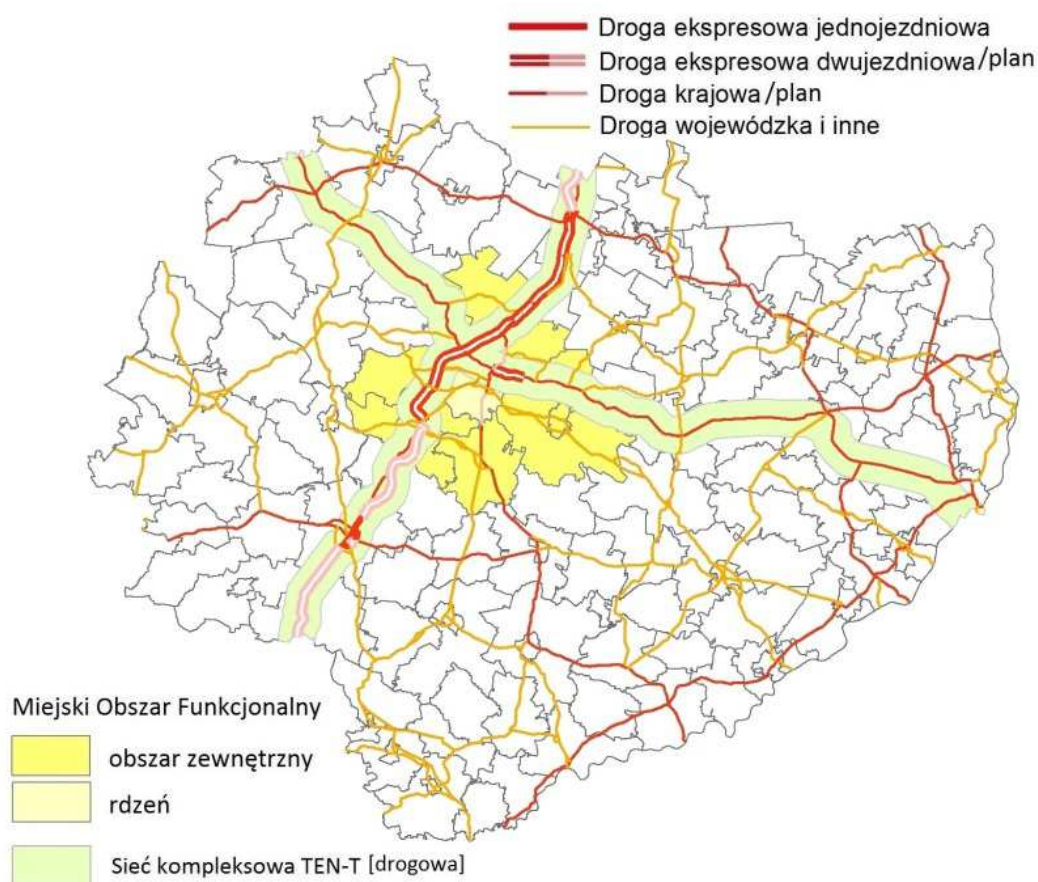 Droga ekspresowa jednojezdniowa
Droga ekspresowa dwujezdniowa/plan
Droga krajowa/plan
Droga wojewódzka i inne
Miejski Obszar Funkcjonalny
obszar zewnętrzny
rdzeń
Sieć kompleksowa TEN-T [drogowa]